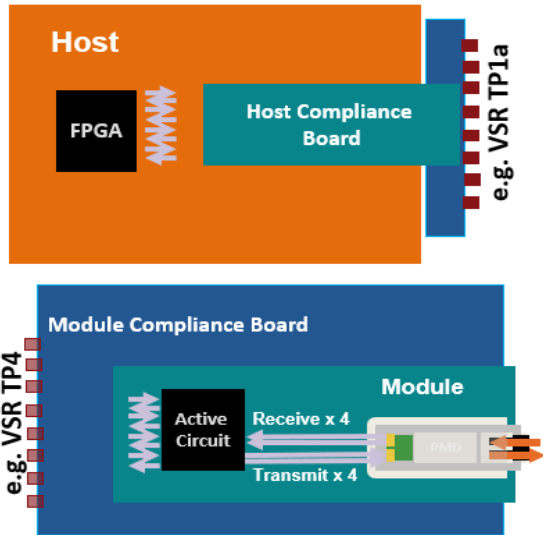 Host
FPGA
Host Compliance
Board
e.g. VSR TP1a
Module Compliance Board
e.g. VSR TP4
Module
Active
Circuit
Receive x 4
PMD
Transmit x 4